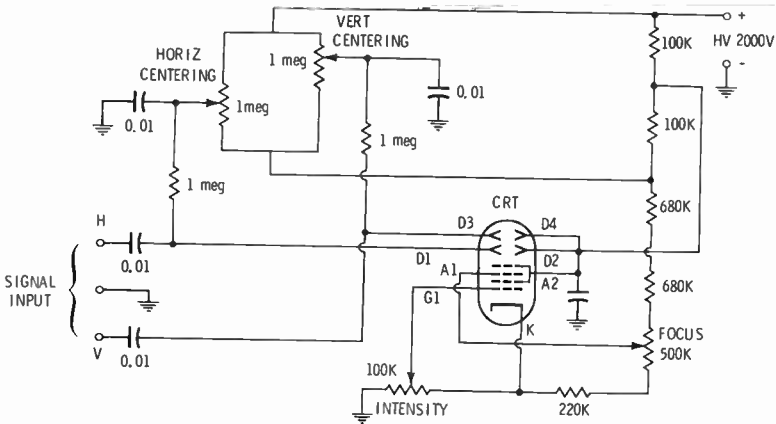 VERT
CENTERING
+
HV 2000V
-
100K
HORIZ
CENTERING
1 meg
1meg
0.01
0.01
100K
1 meg
1 meg
CRT
680K
H
D3
D4
0.01
D1
D2
SIGNAL
INPUT
A1
A2
680K
G1
K
FOCUS
500K
V
0.01
100K
INTENSITY
220K